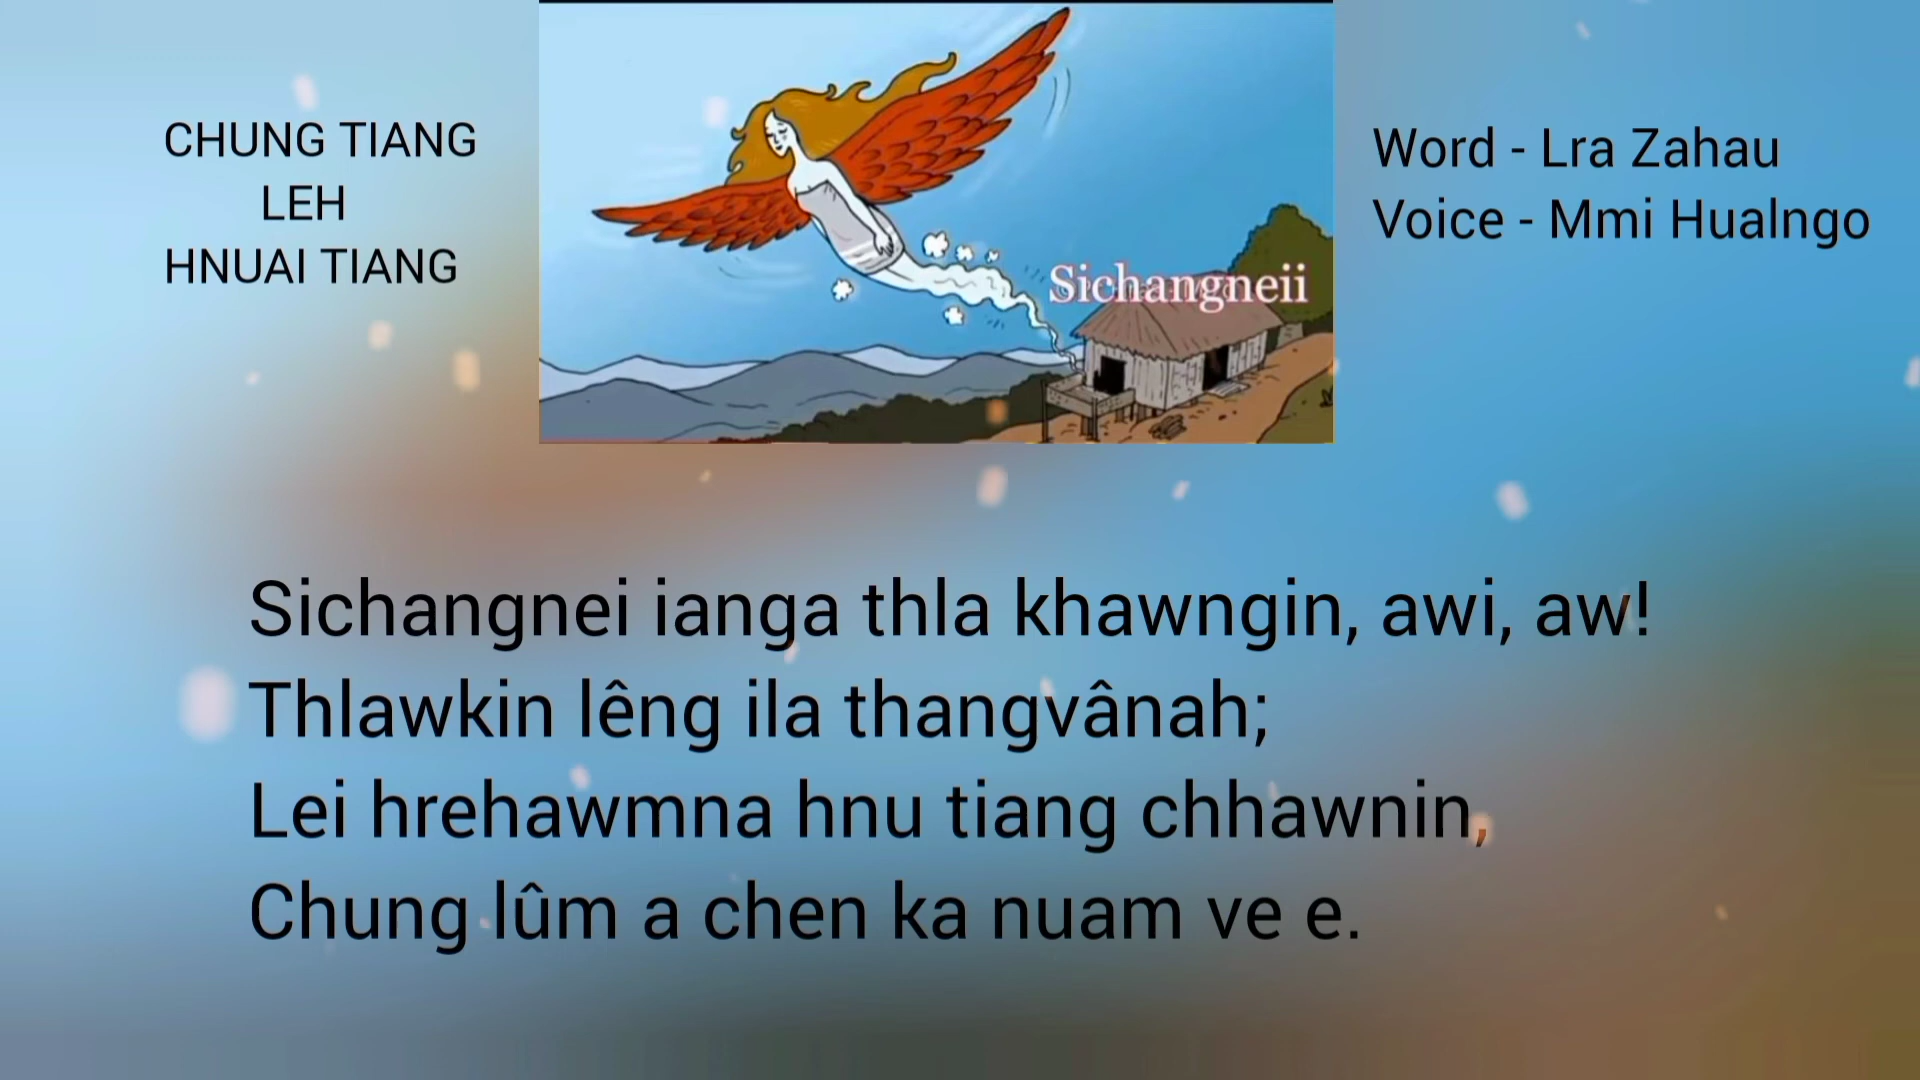 CHUNG TIANG
LEH
HNUAI TIANG
Sichangneii
Word - Lra Zahau
Voice - Mmi Hualngo
Sichangnei ianga thla khawngin, awi, aw!
Thlawkin lêng ila thangvânah;
Lei hrehawmna hnu tiang chhawnin,
Chung lûm a chen ka nuam ve e.